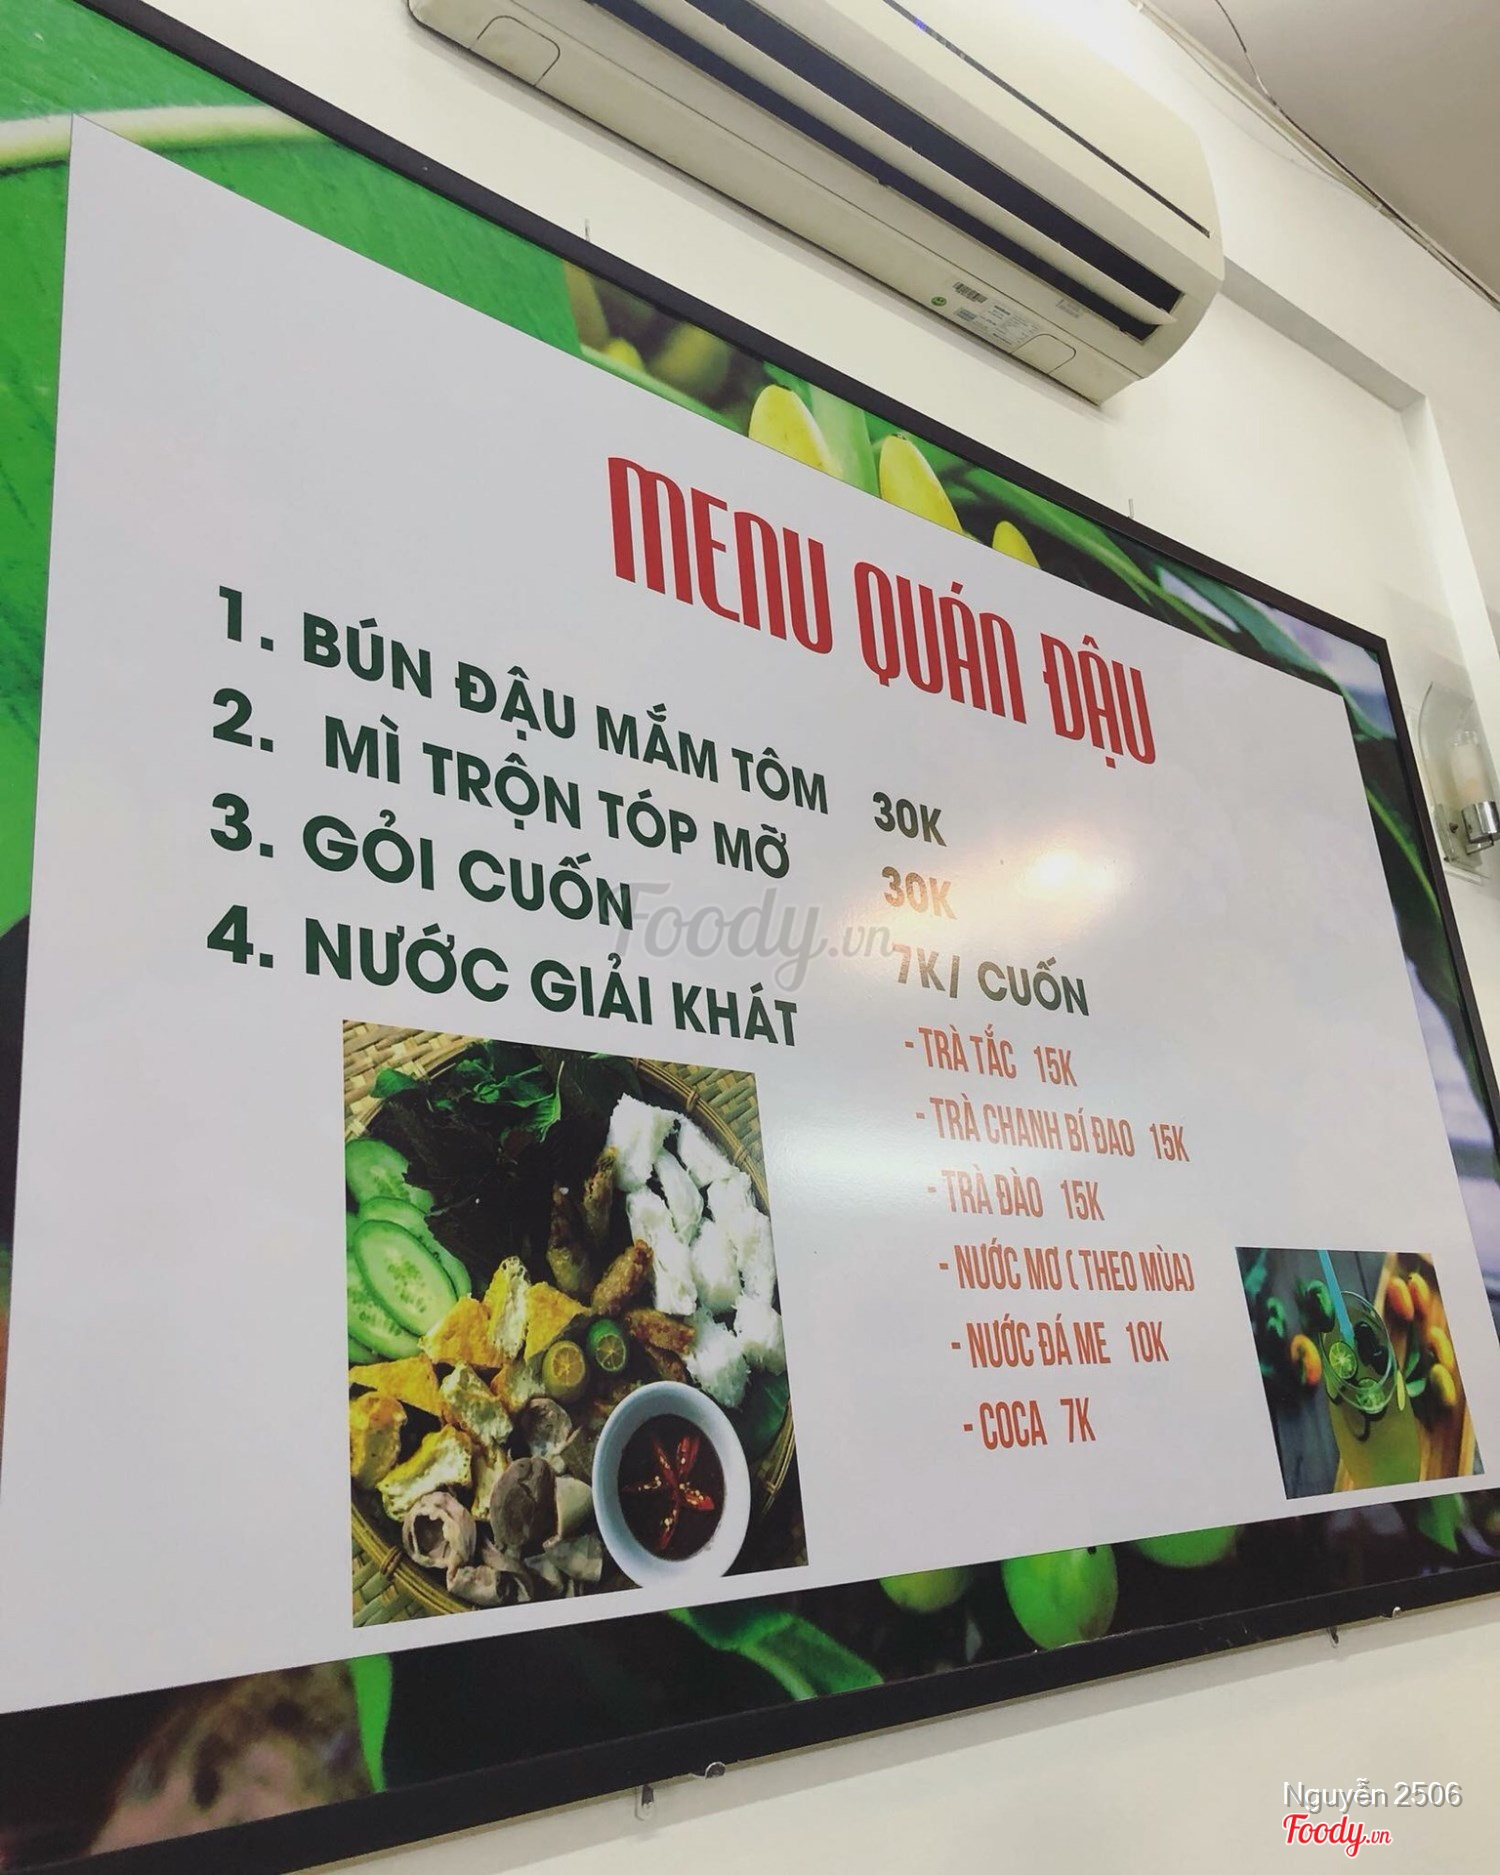 MENU QUÁN ĐẬU
1. BÚN ĐẬU MẮM TÔM 30K
2. MÌ TRỘN TÓP MỠ 30K
3. GỎI CUỐN 7K/ CUỐN
4. NƯỚC GIẢI KHÁT
- TRÀ TẮC 15K
- TRÀ CHANH BÍ ĐAO 15K
- TRÀ ĐÀO 15K
- NƯỚC MƠ ( THEO MÙA)
- NƯỚC ĐÁ ME 10K
- COCA 7K
Foody.vn
Nguyễn 2506
Foody.vn